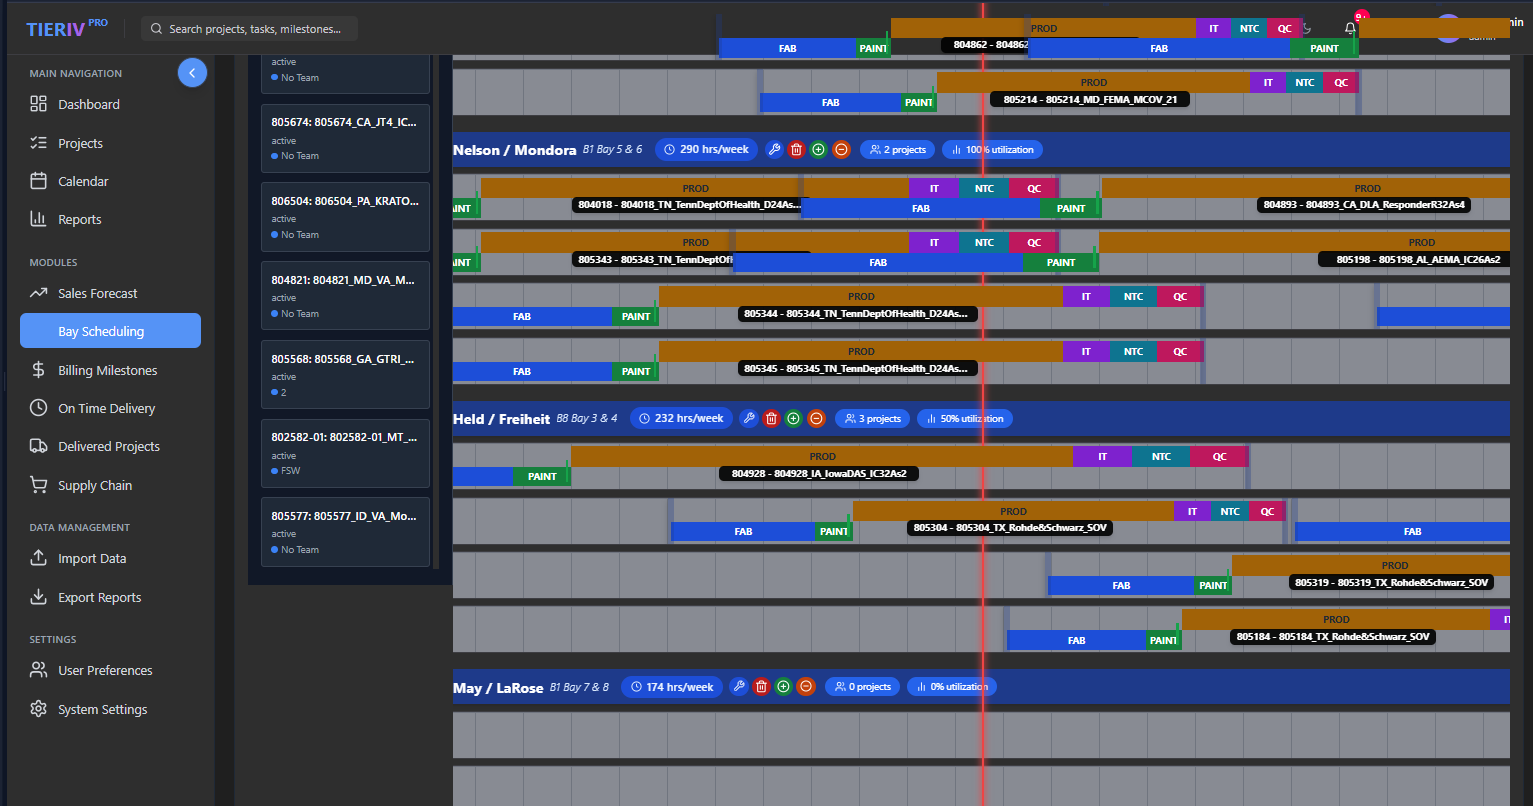 TIERIV PRO
Search projects, tasks, milestones...
9+
admin
MAIN NAVIGATION
Dashboard
Projects
Calendar
Reports
MODULES
Sales Forecast
Bay Scheduling
Billing Milestones
On Time Delivery
Delivered Projects
Supply Chain
DATA MANAGEMENT
Import Data
Export Reports
SETTINGS
User Preferences
System Settings
active
No Team
805674: 805674_CA_JT4_IC...
active
No Team
806504: 806504_PA_KRATO...
active
No Team
804821: 804821_MD_VA_M...
active
No Team
805568: 805568_GA_GTRI_...
active
2
802582-01: 802582-01_MT_...
active
FSW
805577: 805577_ID_VA_Mo...
active
No Team
PROD IT NTC QC
FAB PAINT 804862 - 804862 FAB PAINT
PROD IT NTC QC
FAB PAINT 805214 - 805214_MD_FEMA_MCOV_21
Nelson / Mondora B1 Bay 5 & 6 290 hrs/week 2 projects 100% utilization
PROD IT NTC QC PROD
INT 804018 - 804018_TN_TennDeptOfHealth_D24As... FAB PAINT 804893 - 804893_CA_DLA_ResponderR32As4
PROD IT NTC QC PROD
INT 805343 - 805343_TN_TennDeptOf FAB PAINT 805198 - 805198_AL_AEMA_IC26As2
PROD IT NTC QC
FAB PAINT 805344 - 805344_TN_TennDeptOfHealth_D24As...
PROD IT NTC QC
FAB PAINT 805345 - 805345_TN_TennDeptOfHealth_D24As...
Held / Freiheit B8 Bay 3 & 4 232 hrs/week 3 projects 50% utilization
PROD IT NTC QC
PAINT 804928 - 804928_IA_IowaDAS_IC32As2
PROD IT NTC QC
FAB PAINT 805304 - 805304_TX_Rohde&Schwarz_SOV FAB
PROD
FAB PAINT 805319 - 805319_TX_Rohde&Schwarz_SOV
PROD
FAB PAINT 805184 - 805184_TX_Rohde&Schwarz_SOV
May / LaRose B1 Bay 7 & 8 174 hrs/week 0 projects 0% utilization